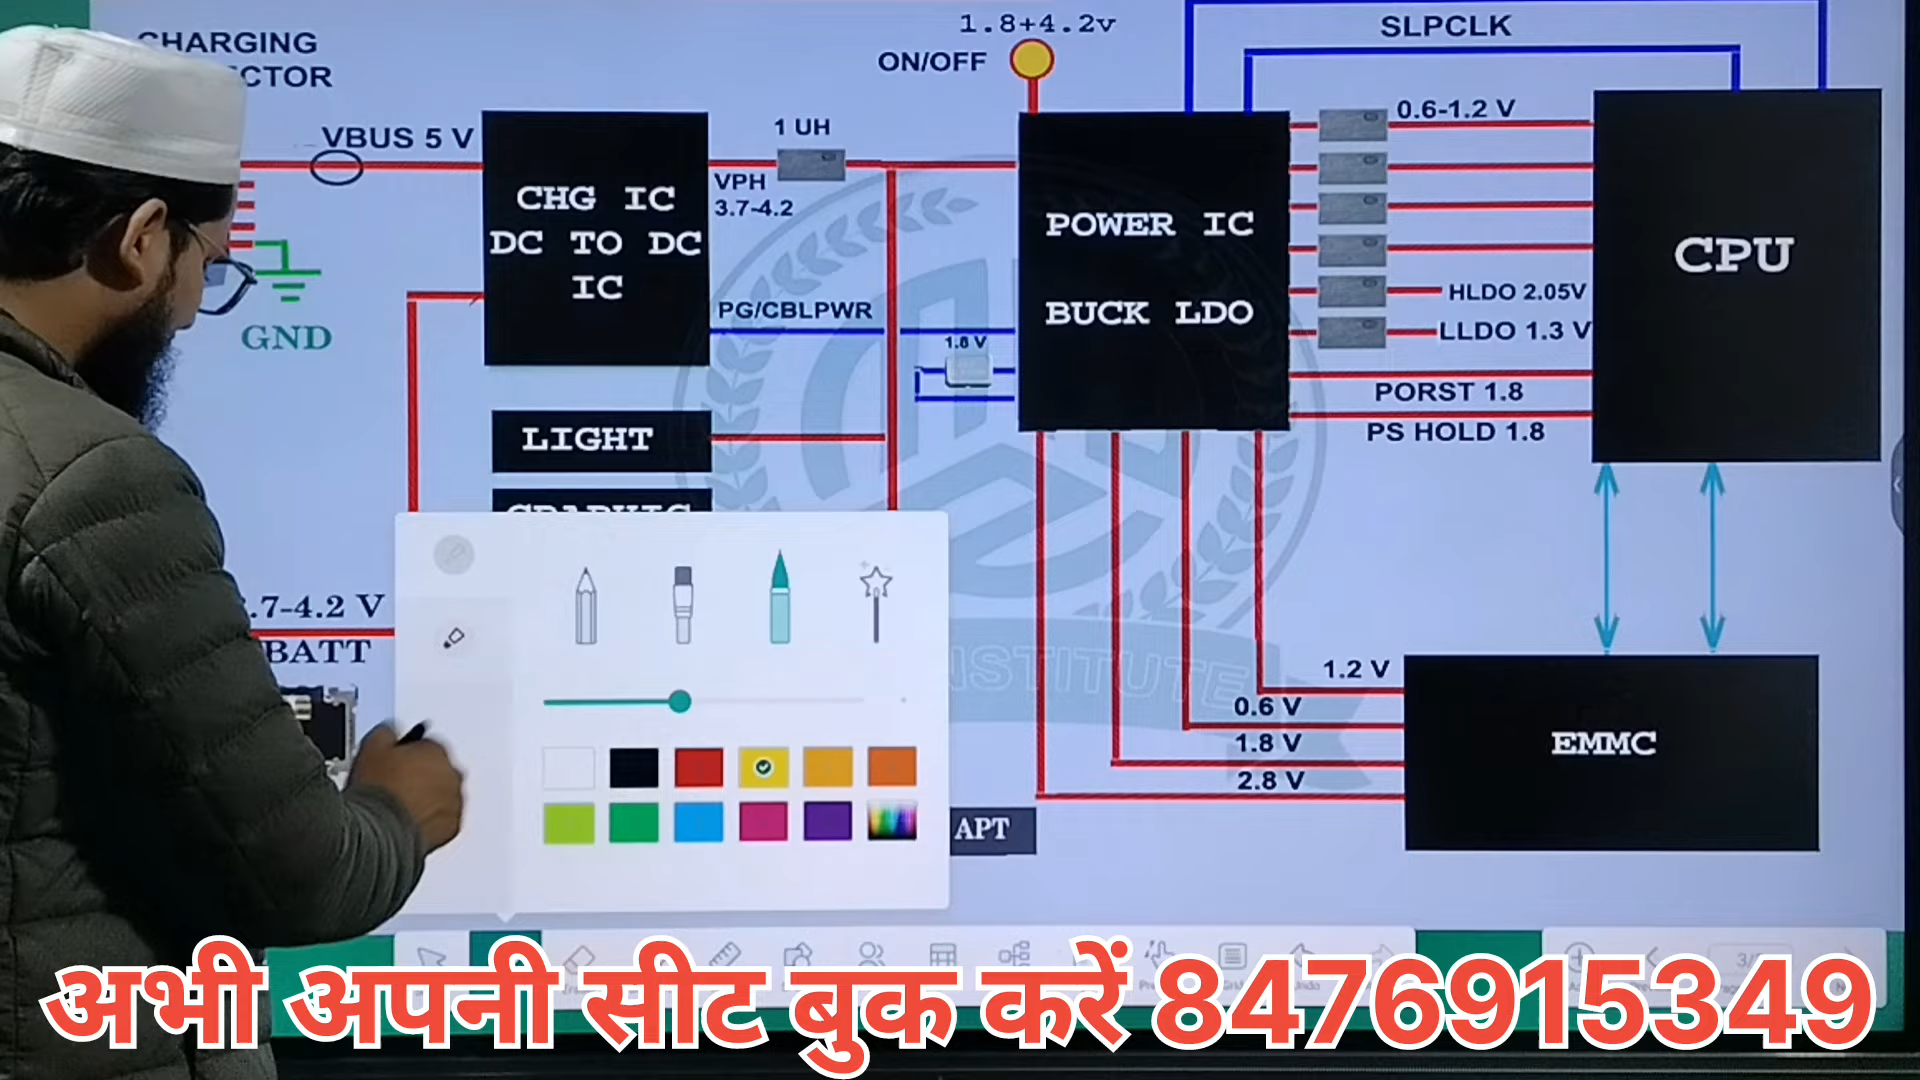 CHARGING
CTOR
1.8+4.2v
ON/OFF
SLPCLK
VBUS 5 V
1 UH
0.6-1.2 V
CHG IC
DC TO DC
IC
VPH
3.7-4.2
POWER IC
BUCK LDO
CPU
PG/CBLPWR
1.8 V
HLDO 2.05V
LLDO 1.3 V
GND
PORST 1.8
PS HOLD 1.8
LIGHT
GRAPHIC
.7-4.2 V
BATT
INSTITUTE
1.2 V
0.6 V
1.8 V
2.8 V
EMMC
APT
अभी अपनी सीट बुक करें 8476915349